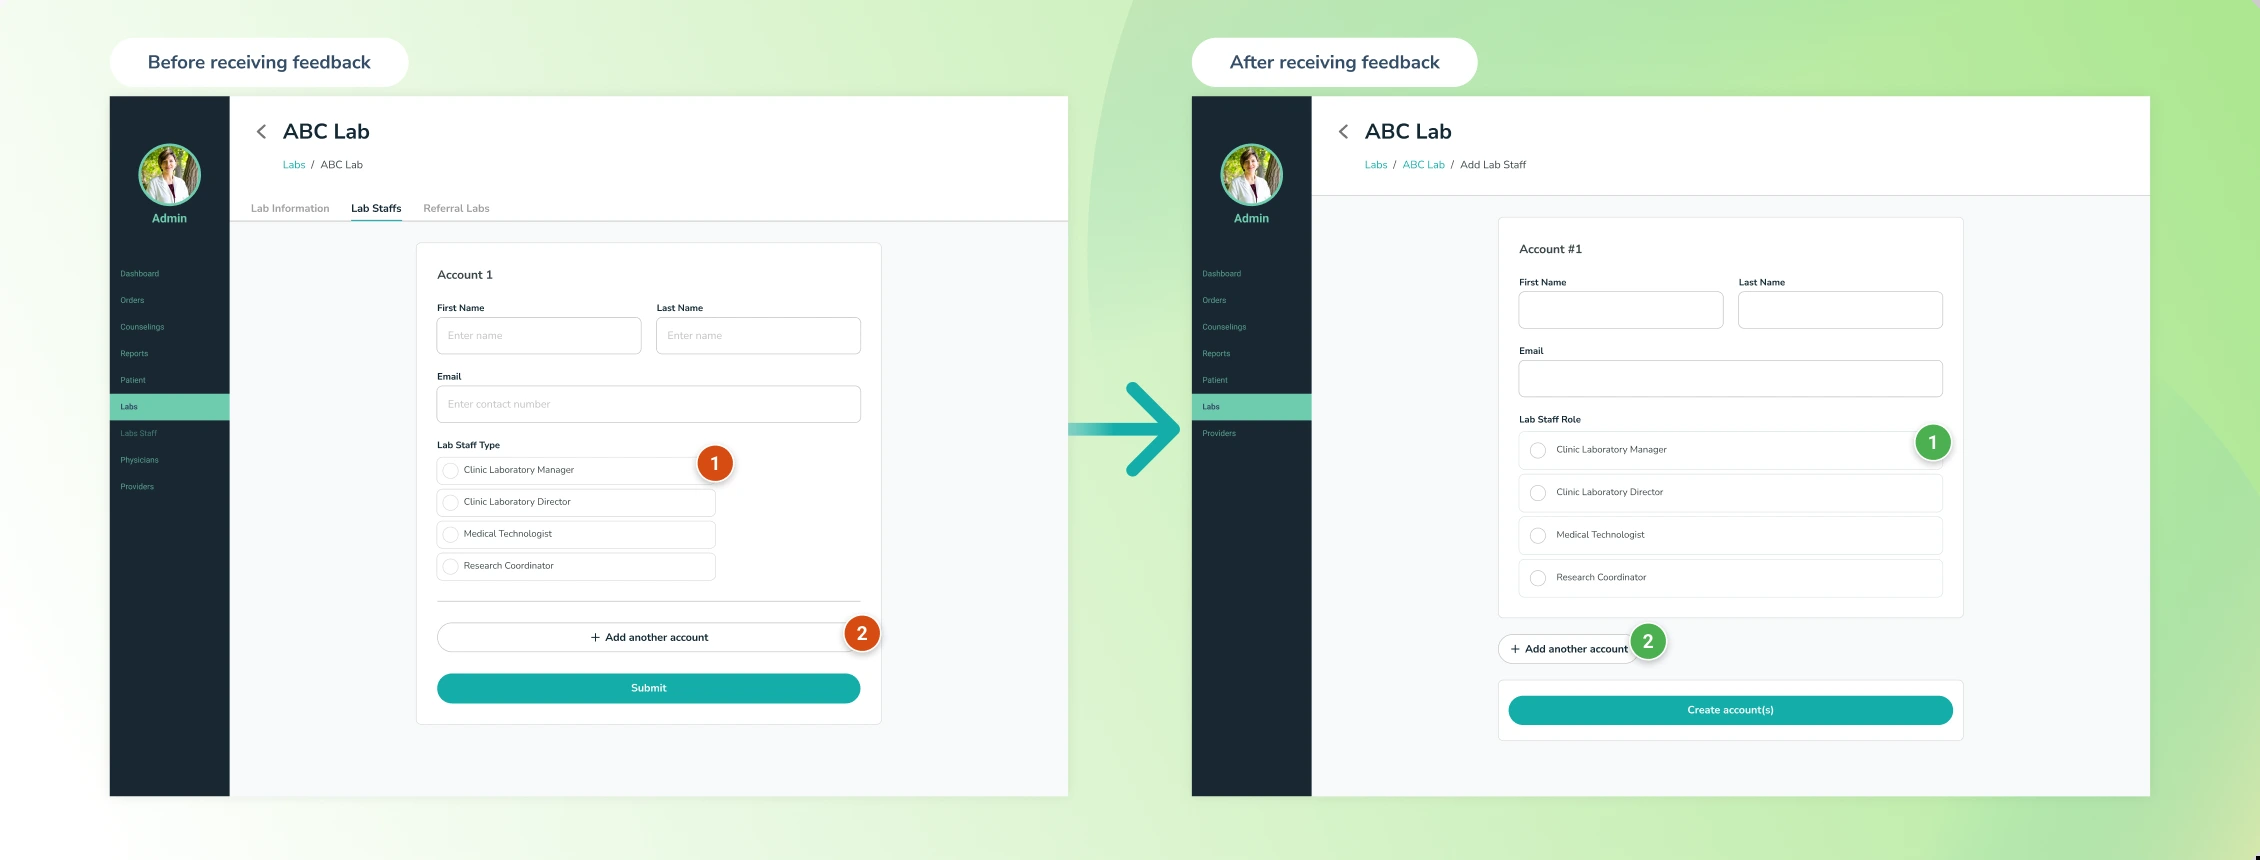 Before receiving feedback
Admin
Dashboard
Orders
Counselings
Reports
Patient
Labs
Labs Staff
Physicians
Providers
ABC Lab
Labs / ABC Lab
Lab Information Lab Staffs Referral Labs
Account 1
First Name Last Name
Enter name Enter name
Email
Enter contact number
Lab Staff Type
Clinic Laboratory Manager 1
Clinic Laboratory Director
Medical Technologist
Research Coordinator
+ Add another account 2
Submit
After receiving feedback
Admin
Dashboard
Orders
Counselings
Reports
Patient
Labs
Providers
ABC Lab
Labs / ABC Lab / Add Lab Staff
Account #1
First Name Last Name
Email
Lab Staff Role
Clinic Laboratory Manager 1
Clinic Laboratory Director
Medical Technologist
Research Coordinator
+ Add another account 2
Create account(s)